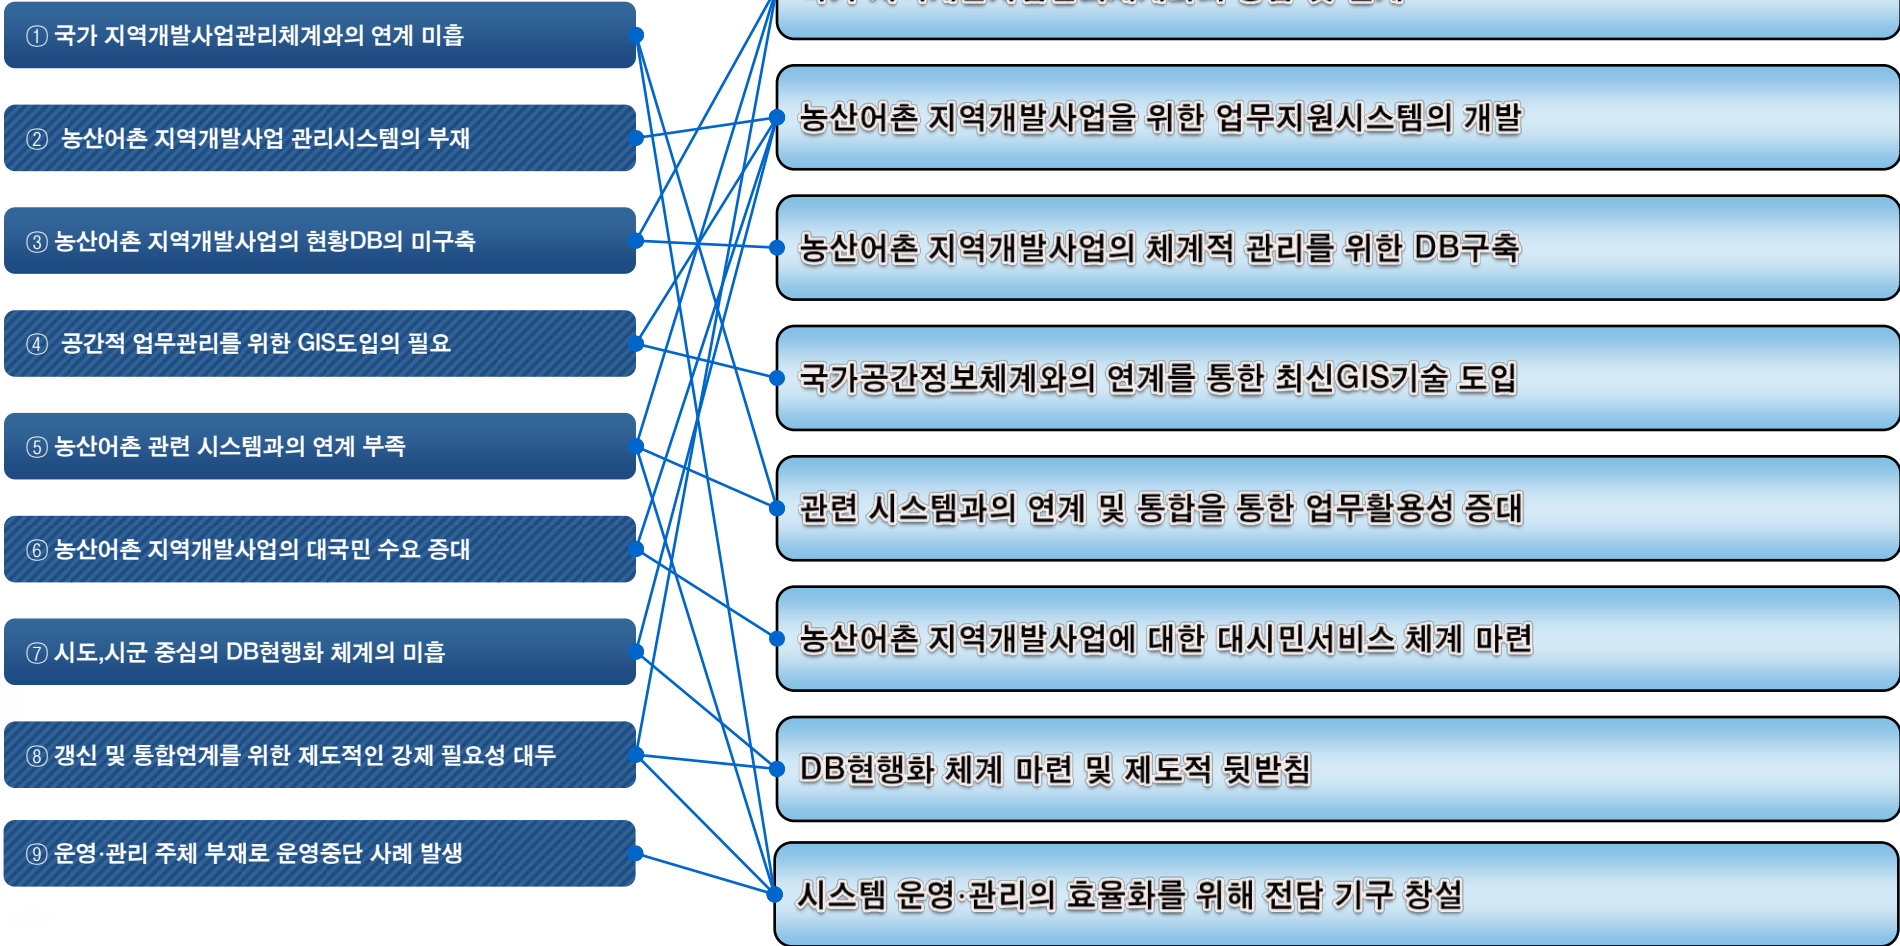 ① 국가 지역개발사업관리체계와의 연계 미흡
② 농산어촌 지역개발사업 관리시스템의 부재
③ 농산어촌 지역개발사업의 현황DB의 미구축
④ 공간적 업무관리를 위한 GIS도입의 필요
⑤ 농산어촌 관련 시스템과의 연계 부족
⑥ 농산어촌 지역개발사업의 대국민 수요 증대
⑦ 시도,시군 중심의 DB현행화 체계의 미흡
⑧ 갱신 및 통합연계를 위한 제도적인 강제 필요성 대두
⑨ 운영·관리 주체 부재로 운영중단 사례 발생
농산어촌 지역개발사업을 위한 업무지원시스템의 개발
농산어촌 지역개발사업의 체계적 관리를 위한 DB구축
국가공간정보체계와의 연계를 통한 최신GIS기술 도입
관련 시스템과의 연계 및 통합을 통한 업무활용성 증대
농산어촌 지역개발사업에 대한 대시민서비스 체계 마련
DB현행화 체계 마련 및 제도적 뒷받침
시스템 운영·관리의 효율화를 위해 전담 기구 창설